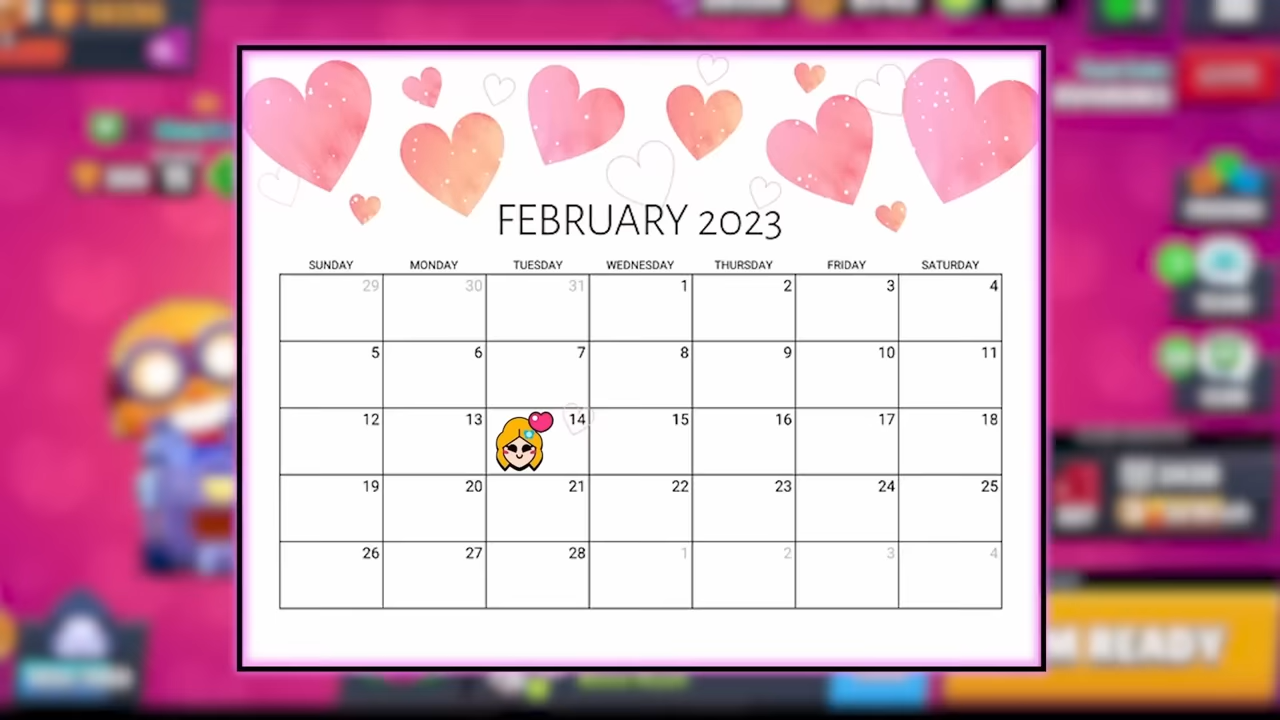 FEBRUARY 2023
SUNDAY MONDAY TUESDAY WEDNESDAY THURSDAY FRIDAY SATURDAY
29 30 31 1 2 3 4
5 6 7 8 9 10 11
12 13 14 15 16 17 18
19 20 21 22 23 24 25
26 27 28 1 2 3 4
READY